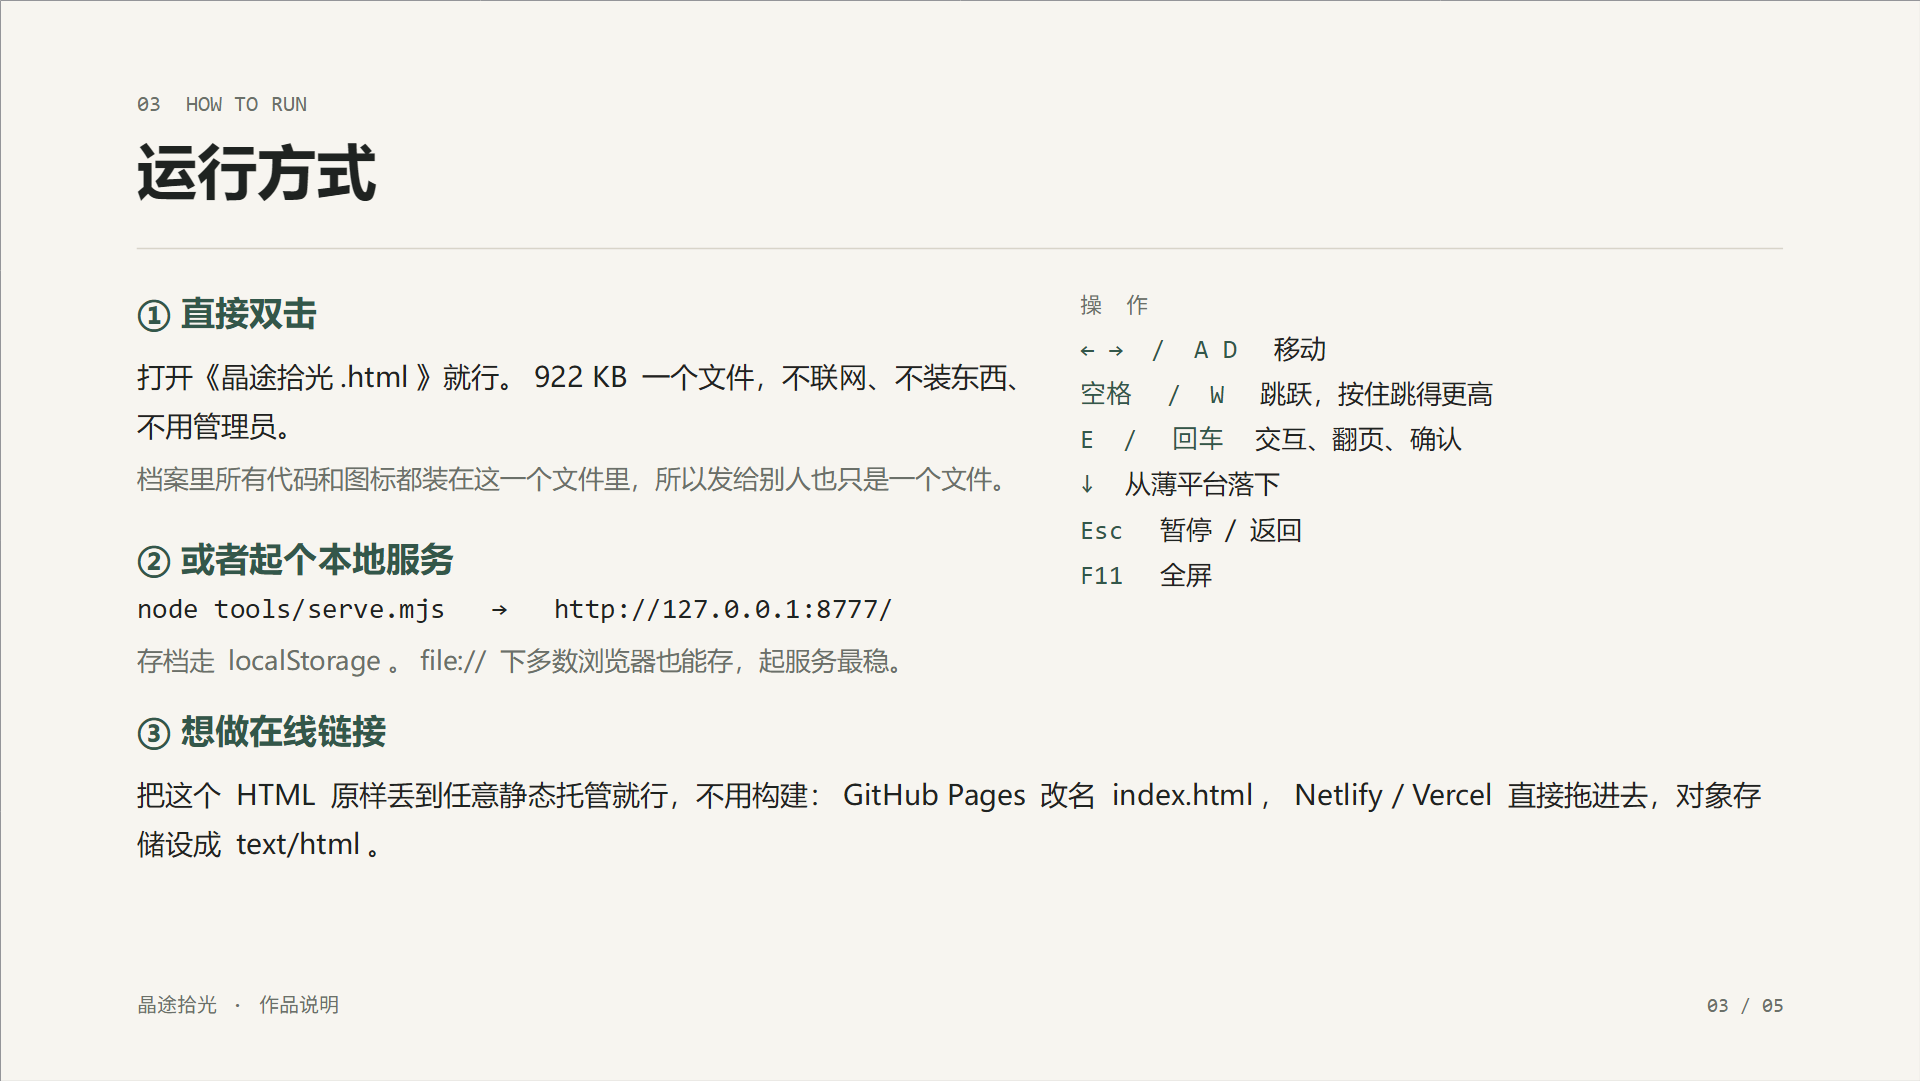 03 HOW TO RUN
运行方式
① 直接双击
打开《晶途拾光.html》就行。 922 KB 一个文件，不联网、不装东西、
不用管理员。
档案里所有代码和图标都装在这一个文件里，所以发给别人也只是一个文件。
② 或者起个本地服务
node tools/serve.mjs → http://127.0.0.1:8777/
存档走 localStorage。 file:// 下多数浏览器也能存，起服务最稳。
③ 想做在线链接
把这个 HTML 原样丢到任意静态托管就行，不用构建： GitHub Pages 改名 index.html， Netlify / Vercel 直接拖进去，对象存
储设成 text/html。
操 作
← → / A D 移动
空格 / W 跳跃，按住跳得更高
E / 回车 交互、翻页、确认
↓ 从薄平台落下
Esc 暂停 / 返回
F11 全屏
晶途拾光 · 作品说明
03 / 05